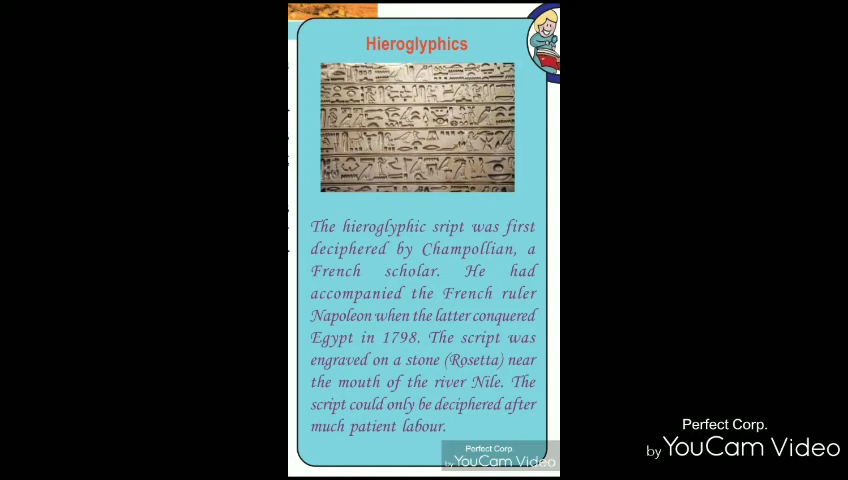 Hieroglyphics
The hieroglyphic sript was first
deciphered by Champollian, a
French scholar. He had
accompanied the French ruler
Napoleon when the latter conquered
Egypt in 1798. The script was
engraved on a stone (Rosetta) near
the mouth of the river Nile. The
script could only be deciphered after
much patient labour.
Perfect Corp.
by YouCam Video
Perfect Corp.
by YouCam Video